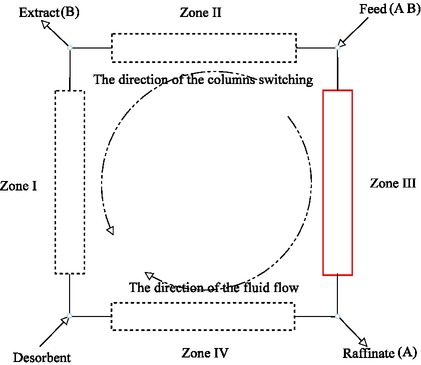 Extract (B)
Zone II
Feed (A B)
The direction of the columns switching
Zone I
Zone III
The direction of the fluid flow
Desorbent
Zone IV
Raffinate (A)